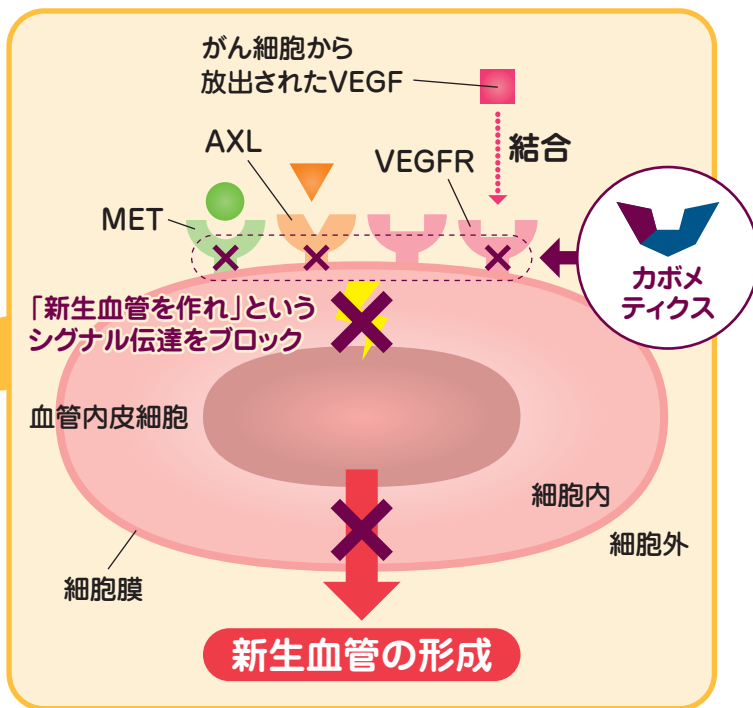 がん細胞から
放出されたVEGF
AXL
VEGFR
結合
MET
カボメ
ティクス
「新生血管を作れ」という
シグナル伝達をブロック
血管内皮細胞
細胞内
細胞外
細胞膜
新生血管の形成